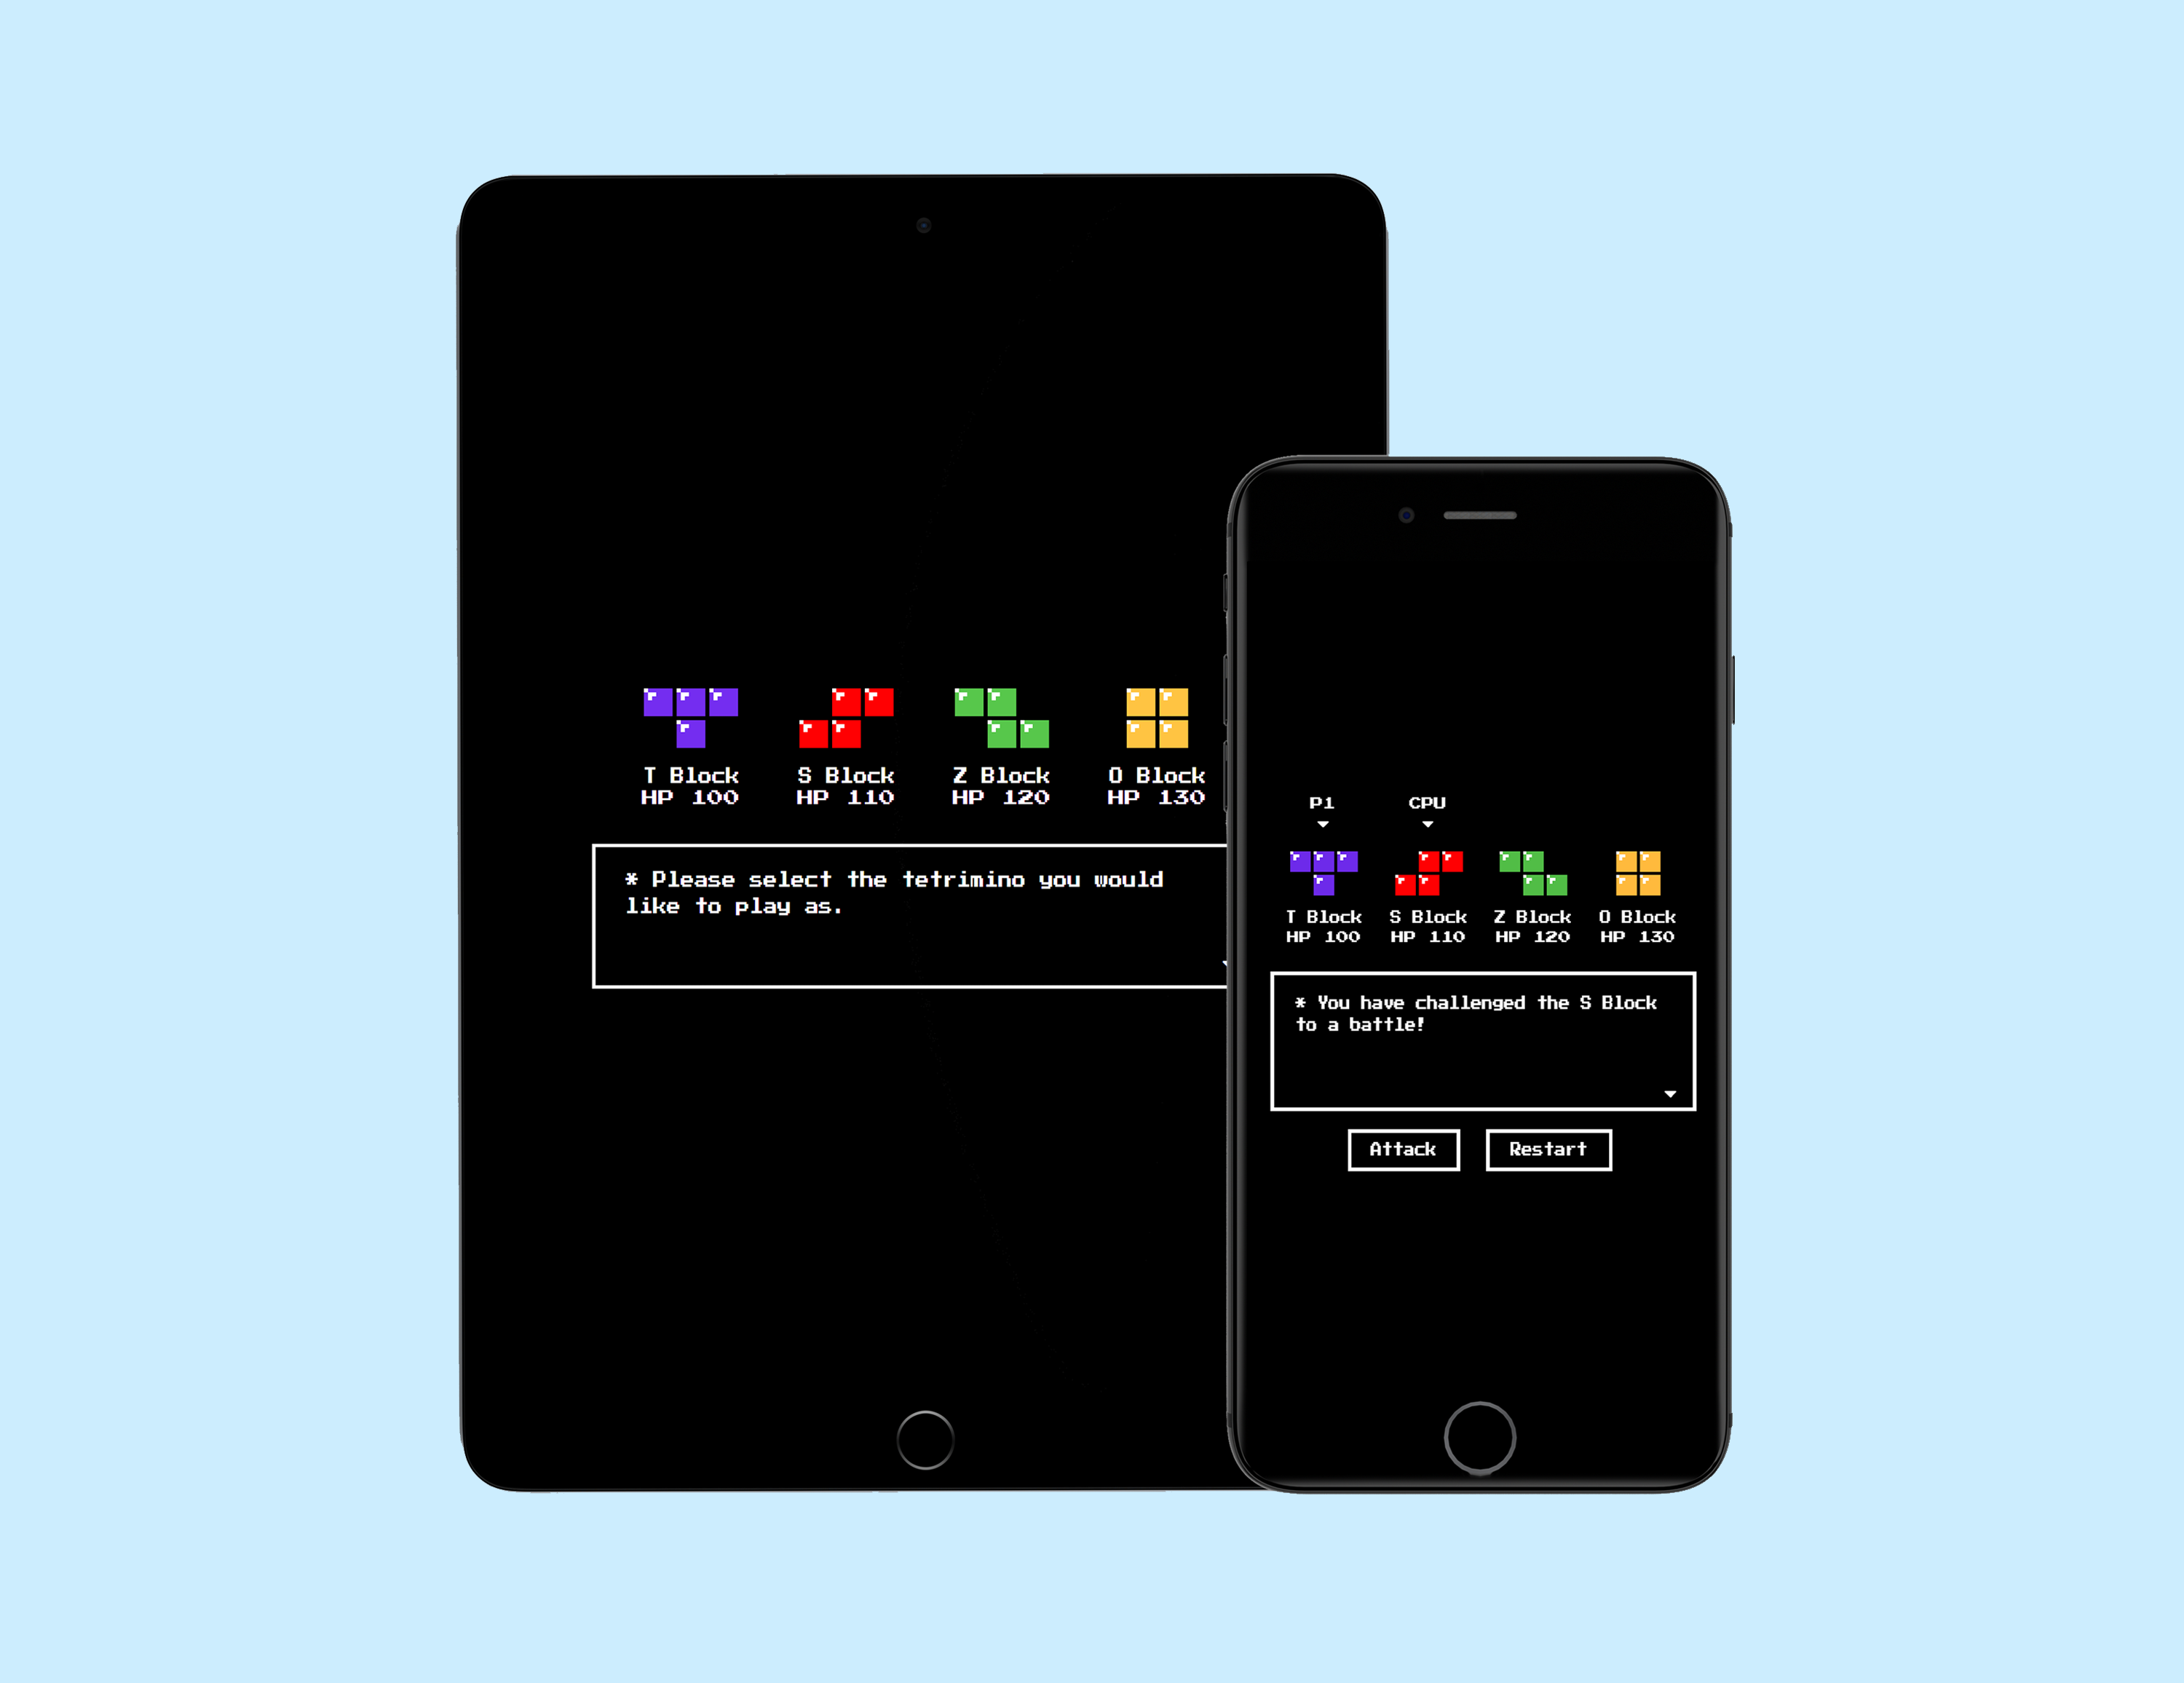 T Block S Block Z Block O Block
HP 100 HP 110 HP 120 HP 130
* Please select the tetrimino you would
like to play as.
P1 CPU
T Block S Block Z Block O Block
HP 100 HP 110 HP 120 HP 130
* You have challenged the S Block
to a battle!
Attack Restart